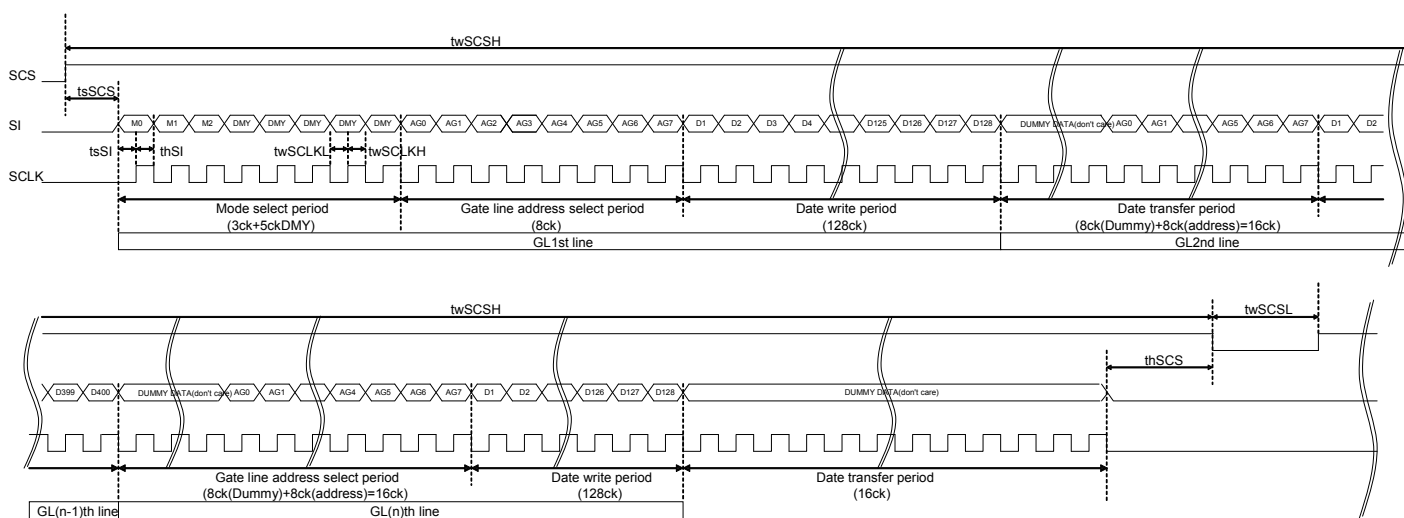 twSCSH
SCS
tsSCS
SI M0 M1 M2 DMY DMY DMY DMY DMY AG0 AG1 AG2 AG3 AG4 AG5 AG6 AG7 D1 D2 D3 D4 D125 D126 D127 D128 DUMMY DATA(don't care) AG0 AG1 AG5 AG6 AG7 D1 D2
tsSI thSI twSCLKL twSCLKH
SCLK
Mode select period Gate line address select period Date write period Date transfer period
(3ck+5ckDMY) (8ck) (128ck) (8ck(Dummy)+8ck(address)=16ck)
GL1st line GL2nd line
twSCSH twSCSL
thSCS
D399 D400 DUMMY DATA(don't care) AG0 AG1 AG4 AG5 AG6 AG7 D1 D2 D126 D127 D128 DUMMY DATA(don't care)
Gate line address select period Date write period Date transfer period
(8ck(Dummy)+8ck(address)=16ck) (128ck) (16ck)
GL(n-1)th line GL(n)th line